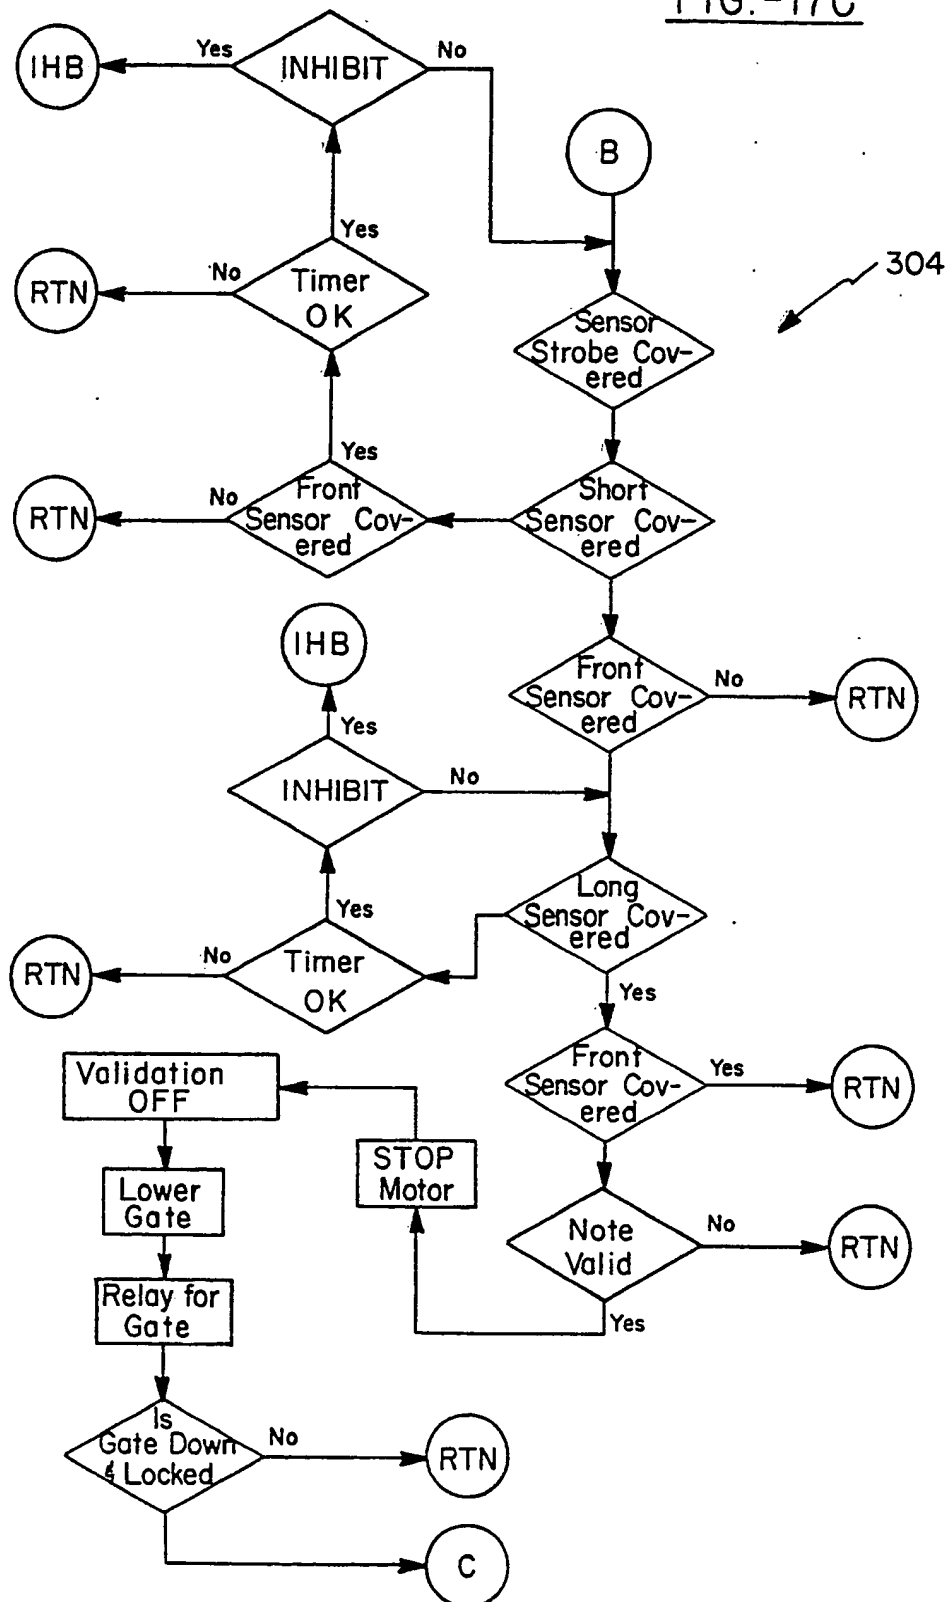 FIG.-17C
Yes
No
IHB
INHIBIT
B
Yes
No
RTN
Timer
OK
304
Sensor
Strobe Cov-
ered
Yes
No
RTN
Front
Sensor Cov-
ered
Short
Sensor Cov-
ered
IHB
Front
Sensor Cov-
ered
No
RTN
Yes
INHIBIT
No
Long
Sensor Cov-
ered
Yes
No
RTN
Timer
OK
Yes
Front
Sensor Cov-
ered
Yes
RTN
Validation
OFF
STOP
Motor
Lower
Gate
Note
Valid
No
RTN
Yes
Relay for
Gate
Is
Gate Down
& Locked
No
RTN
C